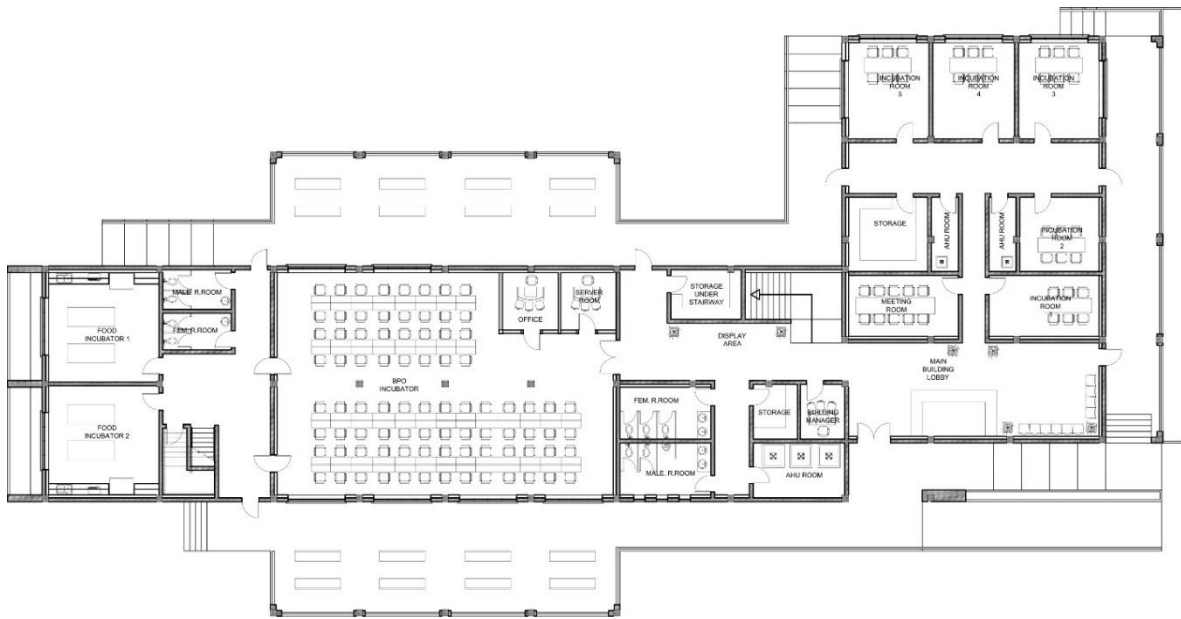 INCUBATION
ROOM
5
INCUBATION
ROOM
4
INCUBATION
ROOM
3
STORAGE
AHU ROOM
AHU ROOM
INCUBATION
ROOM
2
MALE. R.ROOM
FEM. R.ROOM
FOOD
INCUBATOR 1
OFFICE
SERVER
ROOM
STORAGE
UNDER
STAIRWAY
MEETING
ROOM
INCUBATION
ROOM
1
DISPLAY
AREA
MAIN
BUILDING
LOBBY
BPO
INCUBATOR
FOOD
INCUBATOR 2
FEM. R.ROOM
STORAGE
BUILDING
MANAGER
MALE. R.ROOM
AHU ROOM